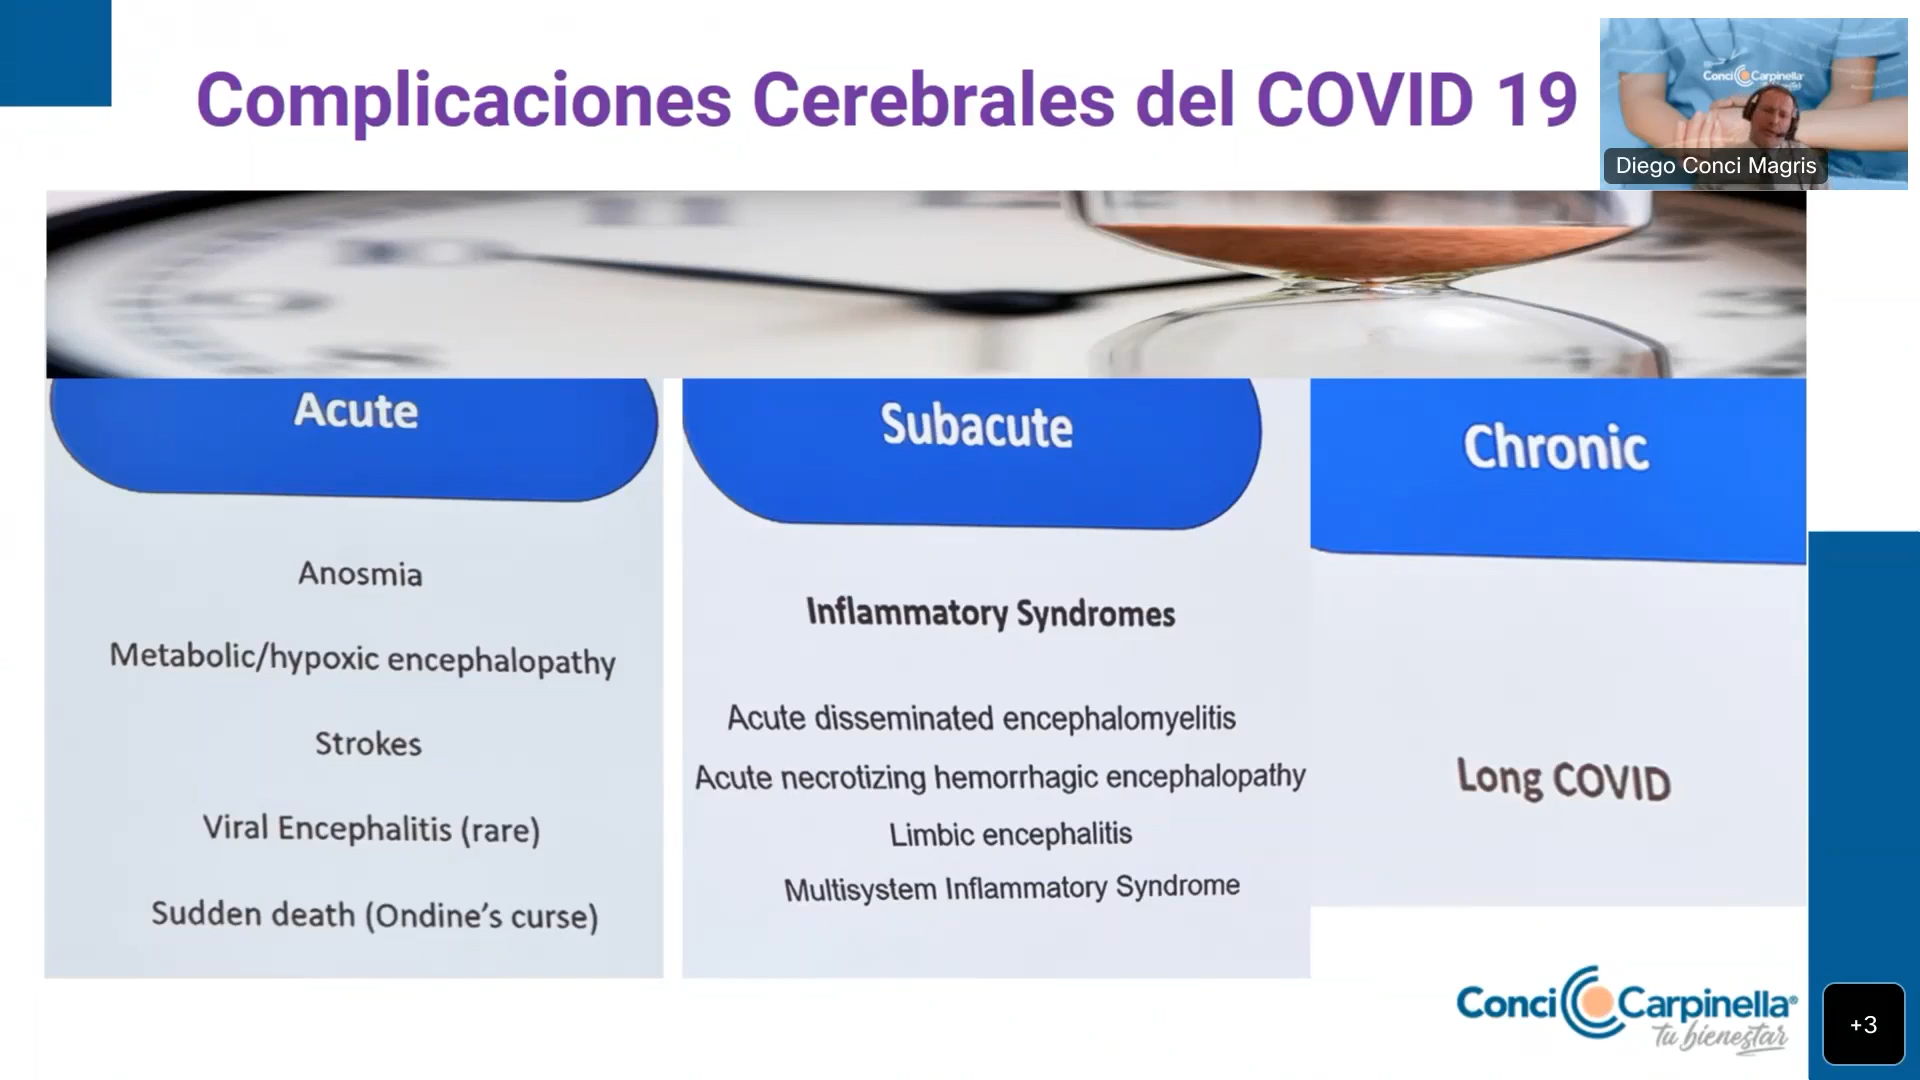 Complicaciones Cerebrales del COVID 19
Conci Carpinella
Diego Conci Magris
Acute
Anosmia
Metabolic/hypoxic encephalopathy
Strokes
Viral Encephalitis (rare)
Sudden death (Ondine’s curse)
Subacute
Inflammatory Syndromes
Acute disseminated encephalomyelitis
Acute necrotizing hemorrhagic encephalopathy
Limbic encephalitis
Multisystem Inflammatory Syndrome
Chronic
Long COVID
Conci Carpinella®
tu bienestar
+3